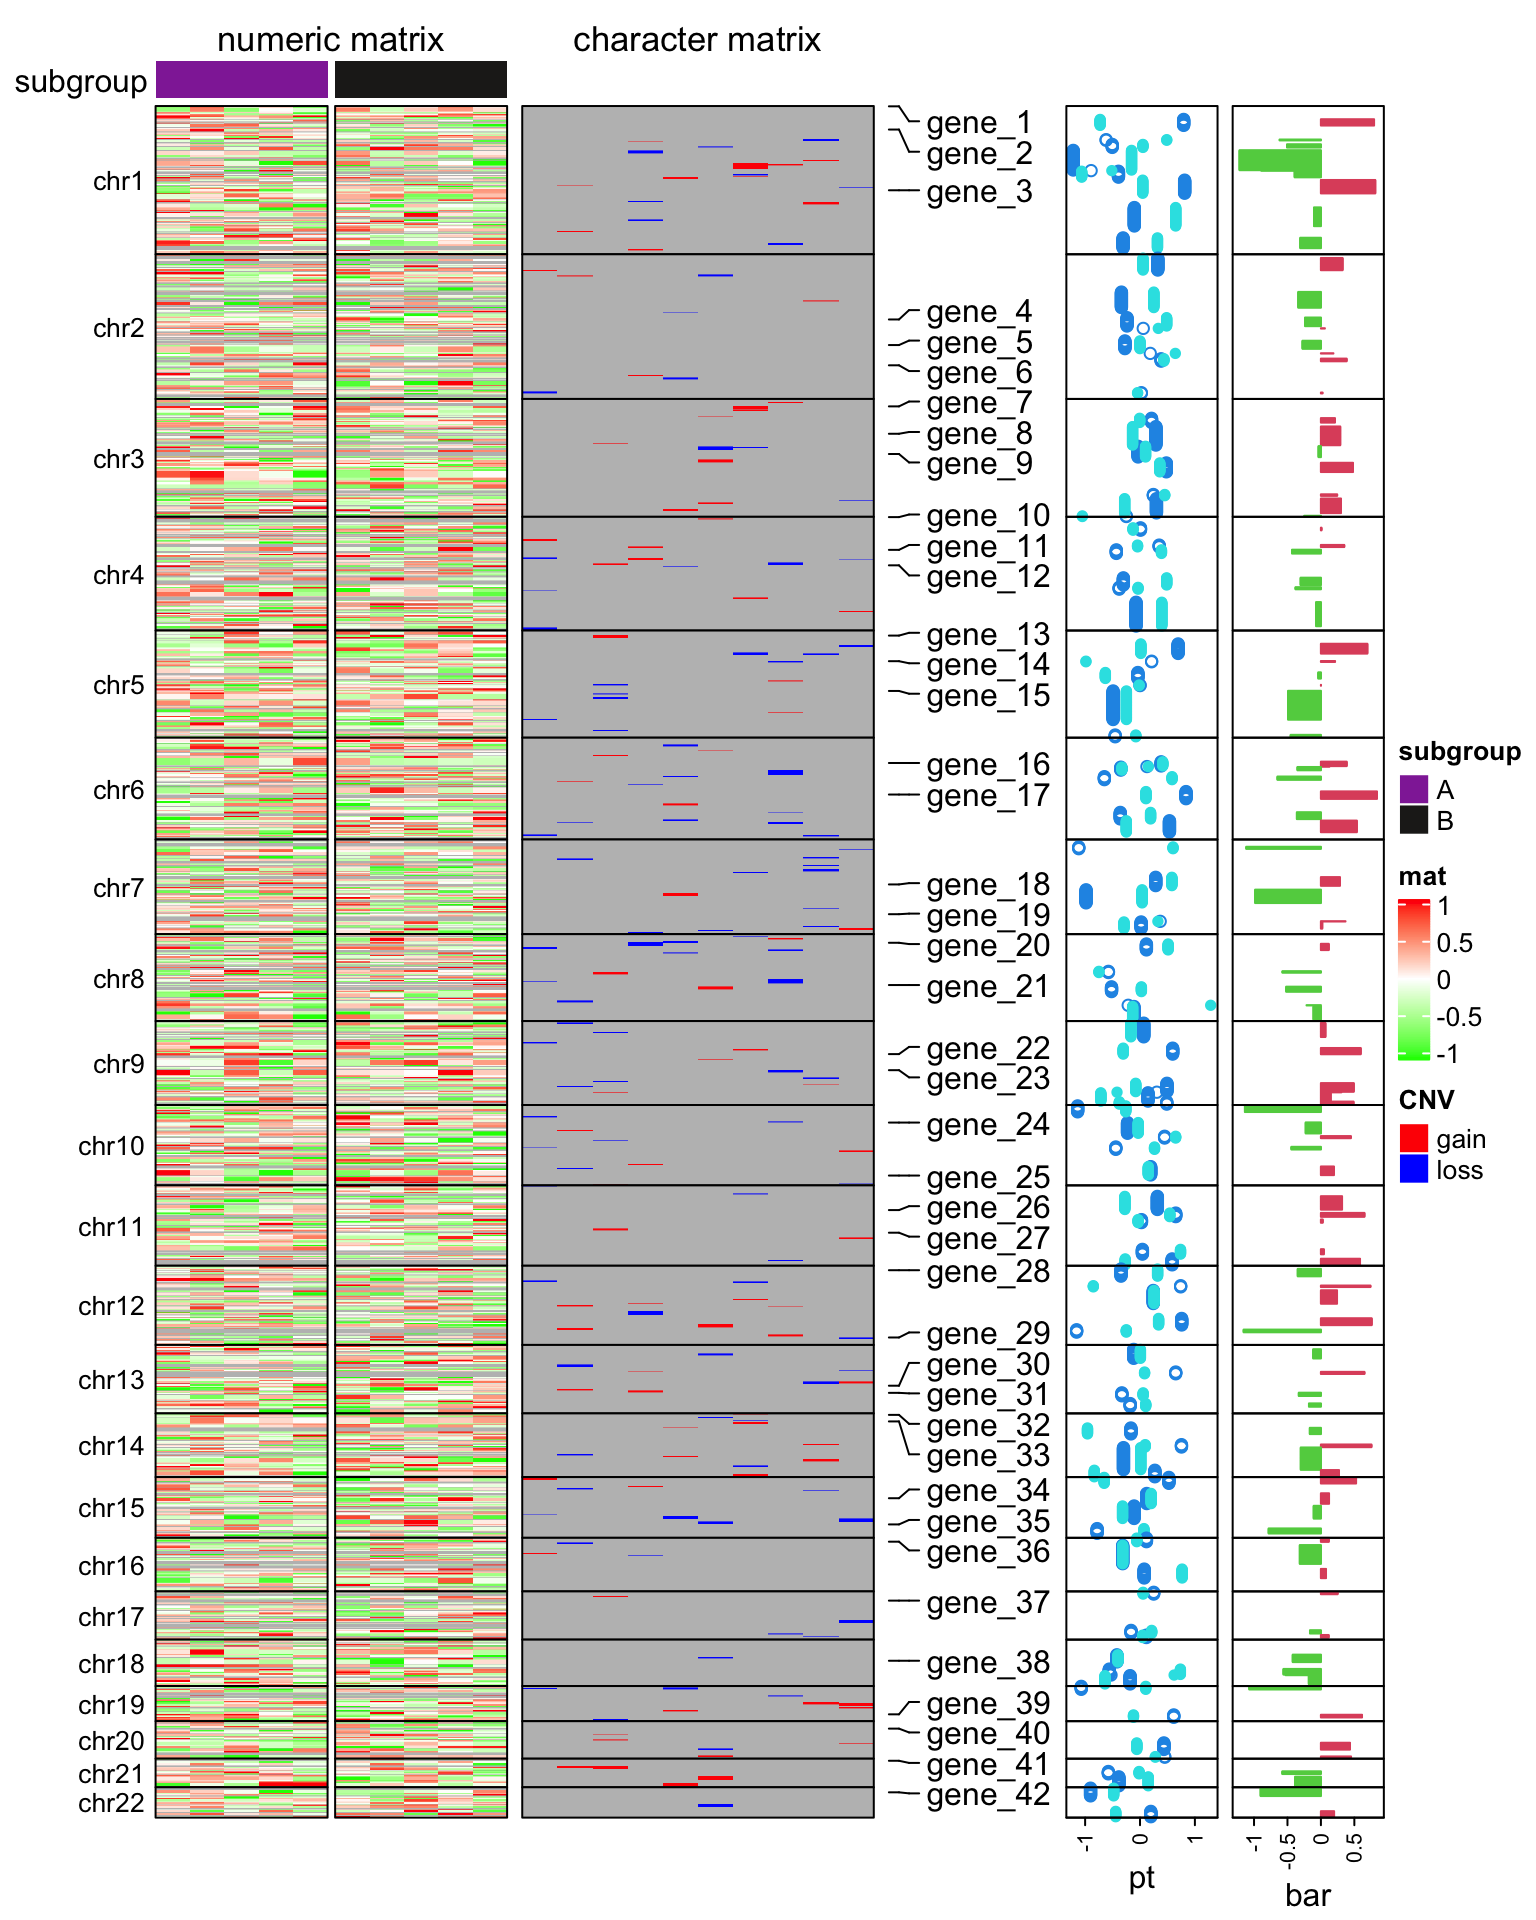 numeric matrix
character matrix
subgroup
chr1
chr2
chr3
chr4
chr5
chr6
chr7
chr8
chr9
chr10
chr11
chr12
chr13
chr14
chr15
chr16
chr17
chr18
chr19
chr20
chr21
chr22
gene_1
gene_2
gene_3
gene_4
gene_5
gene_6
gene_7
gene_8
gene_9
gene_10
gene_11
gene_12
gene_13
gene_14
gene_15
gene_16
gene_17
gene_18
gene_19
gene_20
gene_21
gene_22
gene_23
gene_24
gene_25
gene_26
gene_27
gene_28
gene_29
gene_30
gene_31
gene_32
gene_33
gene_34
gene_35
gene_36
gene_37
gene_38
gene_39
gene_40
gene_41
gene_42
-1
0
1
pt
-1
-0.5
0
0.5
bar
subgroup
A
B
mat
1
0.5
0
-0.5
-1
CNV
gain
loss